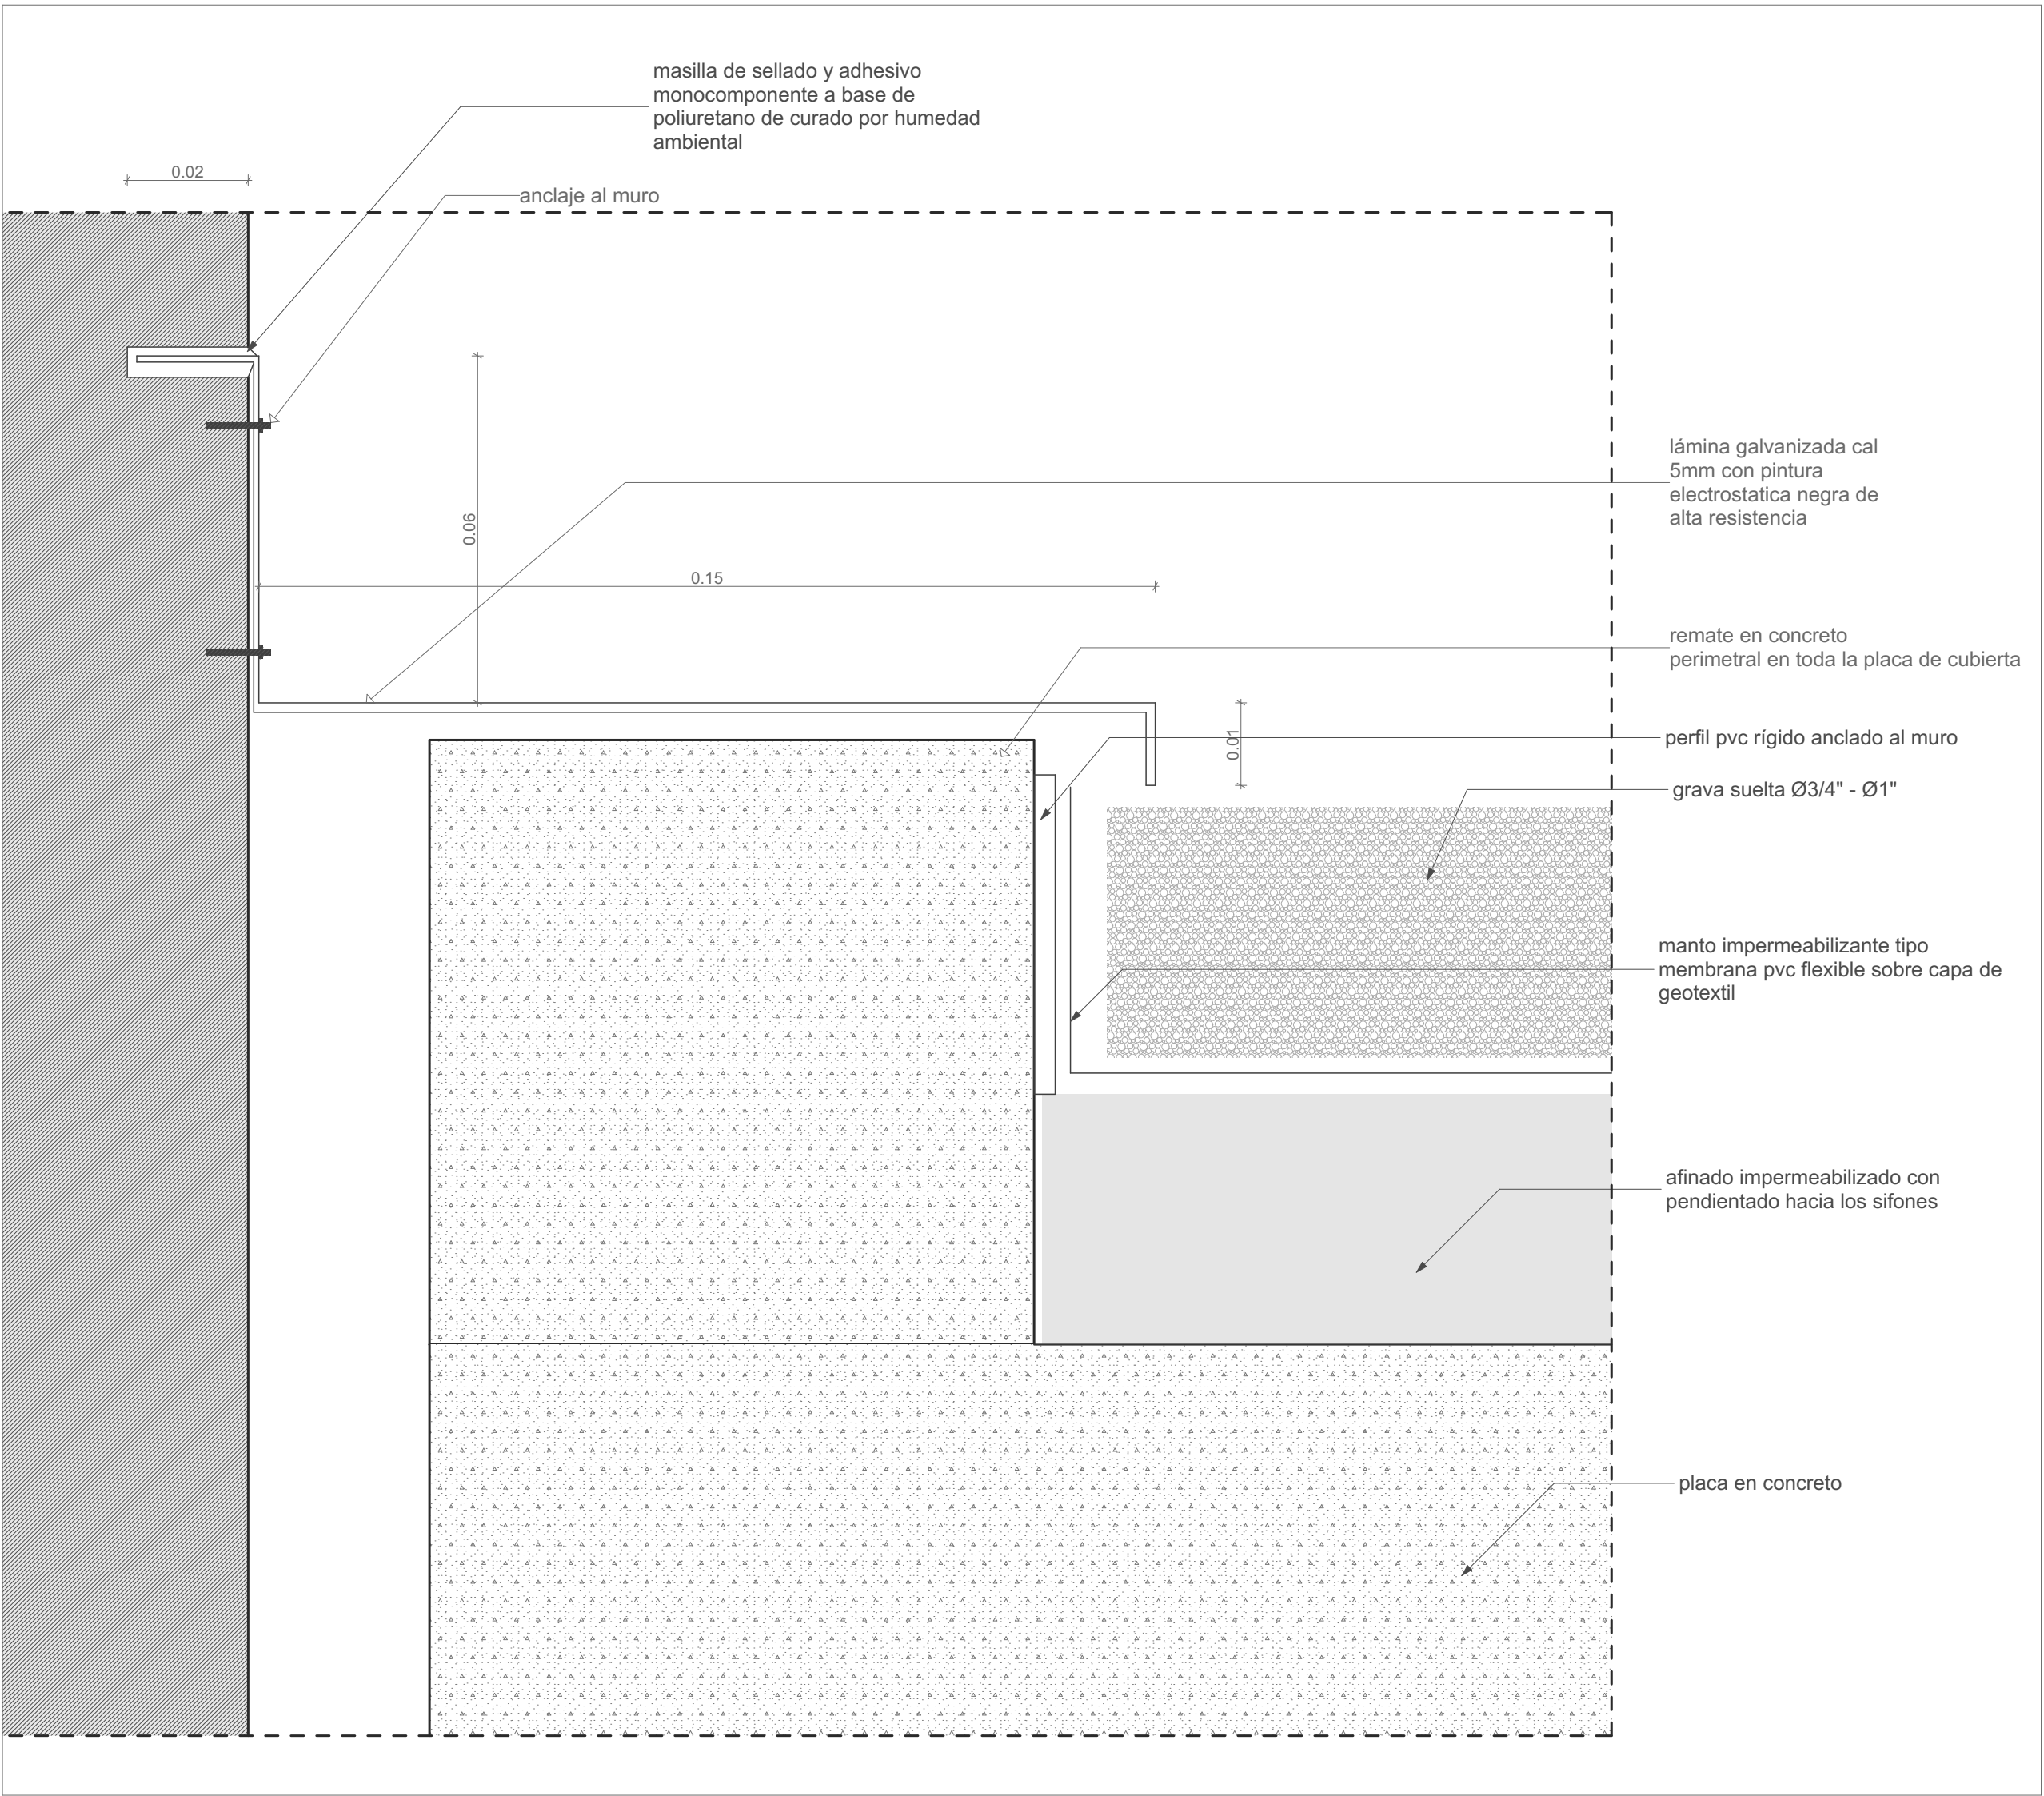 masilla de sellado y adhesivo
monocomponente a base de
poliuretano de curado por humedad
ambiental
0.02
anclaje al muro
lámina galvanizada cal
5mm con pintura
electrostatica negra de
alta resistencia
0.06
0.15
remate en concreto
perimetral en toda la placa de cubierta
0.01
perfil pvc rígido anclado al muro
grava suelta Ø3/4" - Ø1"
manto impermeabilizante tipo
membrana pvc flexible sobre capa de
geotextil
afinado impermeabilizado con
pendientado hacia los sifones
placa en concreto